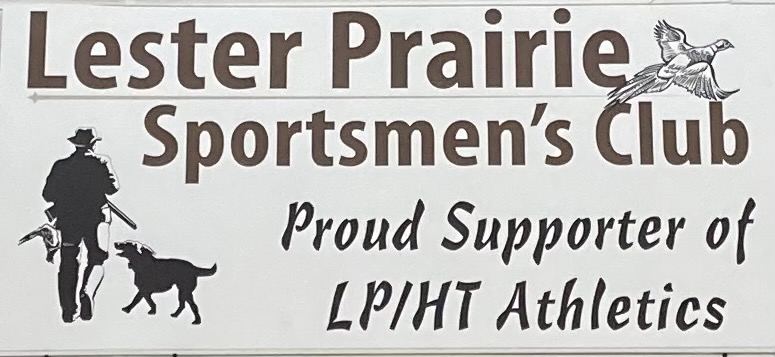 Lester Prairie
Sportsmen's Club
Proud Supporter of
LP/HT Athletics